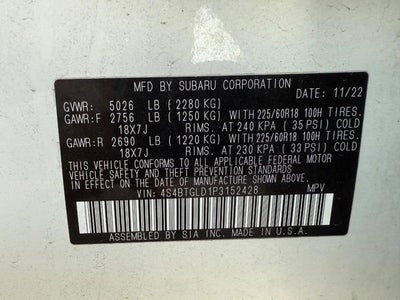 MFD BY SUBARU CORPORATION
DATE: 11/22
GVWR: 5026 LB (2280 KG)
GAWR:F 2756 LB (1250 KG) WITH 225/60R18 100H TIRES.
18X7J RIMS. AT 240 KPA (35 PSI) COLD
GAWR:R 2690 LB (1220 KG) WITH 225/60R18 100H TIRES.
18X7J RIMS. AT 230 KPA (33 PSI) COLD
THIS VEHICLE CONFORMS TO ALL APPLICABLE FEDERAL MOTOR
VEHICLE SAFETY STANDARDS IN EFFECT ON THE DATE OF
MANUFACTURE SHOWN ABOVE.
VIN: 4S4BTGLD1P3152428 MPV
ASSEMBLED BY SIA INC. MADE IN U.S.A.